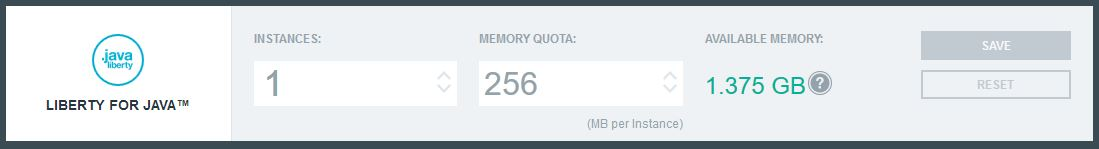 .java
liberty
LIBERTY FOR JAVA™
INSTANCES:
1
MEMORY QUOTA:
256
(MB per Instance)
AVAILABLE MEMORY:
1.375 GB ?
SAVE
RESET